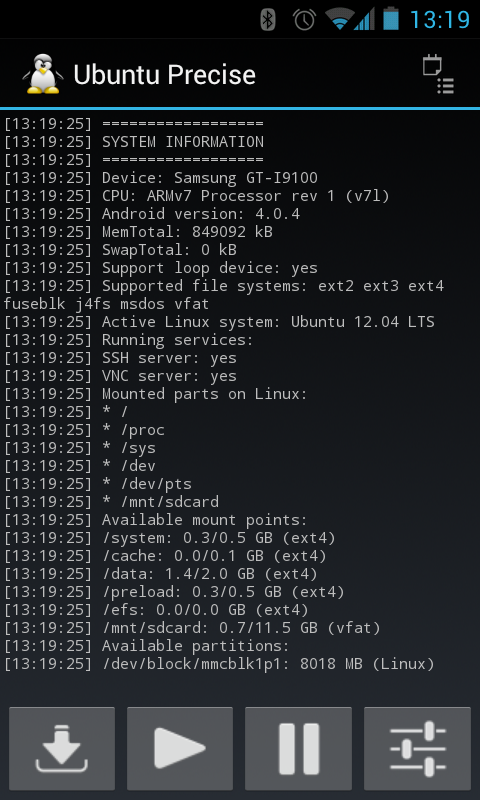 13:19
Ubuntu Precise
[13:19:25] ==================
[13:19:25] SYSTEM INFORMATION
[13:19:25] ==================
[13:19:25] Device: Samsung GT-I9100
[13:19:25] CPU: ARMv7 Processor rev 1 (v7l)
[13:19:25] Android version: 4.0.4
[13:19:25] MemTotal: 849092 kB
[13:19:25] SwapTotal: 0 kB
[13:19:25] Support loop device: yes
[13:19:25] Supported file systems: ext2 ext3 ext4
fuseblk j4fs msdos vfat
[13:19:25] Active Linux system: Ubuntu 12.04 LTS
[13:19:25] Running services:
[13:19:25] SSH server: yes
[13:19:25] VNC server: yes
[13:19:25] Mounted parts on Linux:
[13:19:25] * /
[13:19:25] * /proc
[13:19:25] * /sys
[13:19:25] * /dev
[13:19:25] * /dev/pts
[13:19:25] * /mnt/sdcard
[13:19:25] Available mount points:
[13:19:25] /system: 0.3/0.5 GB (ext4)
[13:19:25] /cache: 0.0/0.1 GB (ext4)
[13:19:25] /data: 1.4/2.0 GB (ext4)
[13:19:25] /preload: 0.3/0.5 GB (ext4)
[13:19:25] /efs: 0.0/0.0 GB (ext4)
[13:19:25] /mnt/sdcard: 0.7/11.5 GB (vfat)
[13:19:25] Available partitions:
[13:19:25] /dev/block/mmcblk1p1: 8018 MB (Linux)